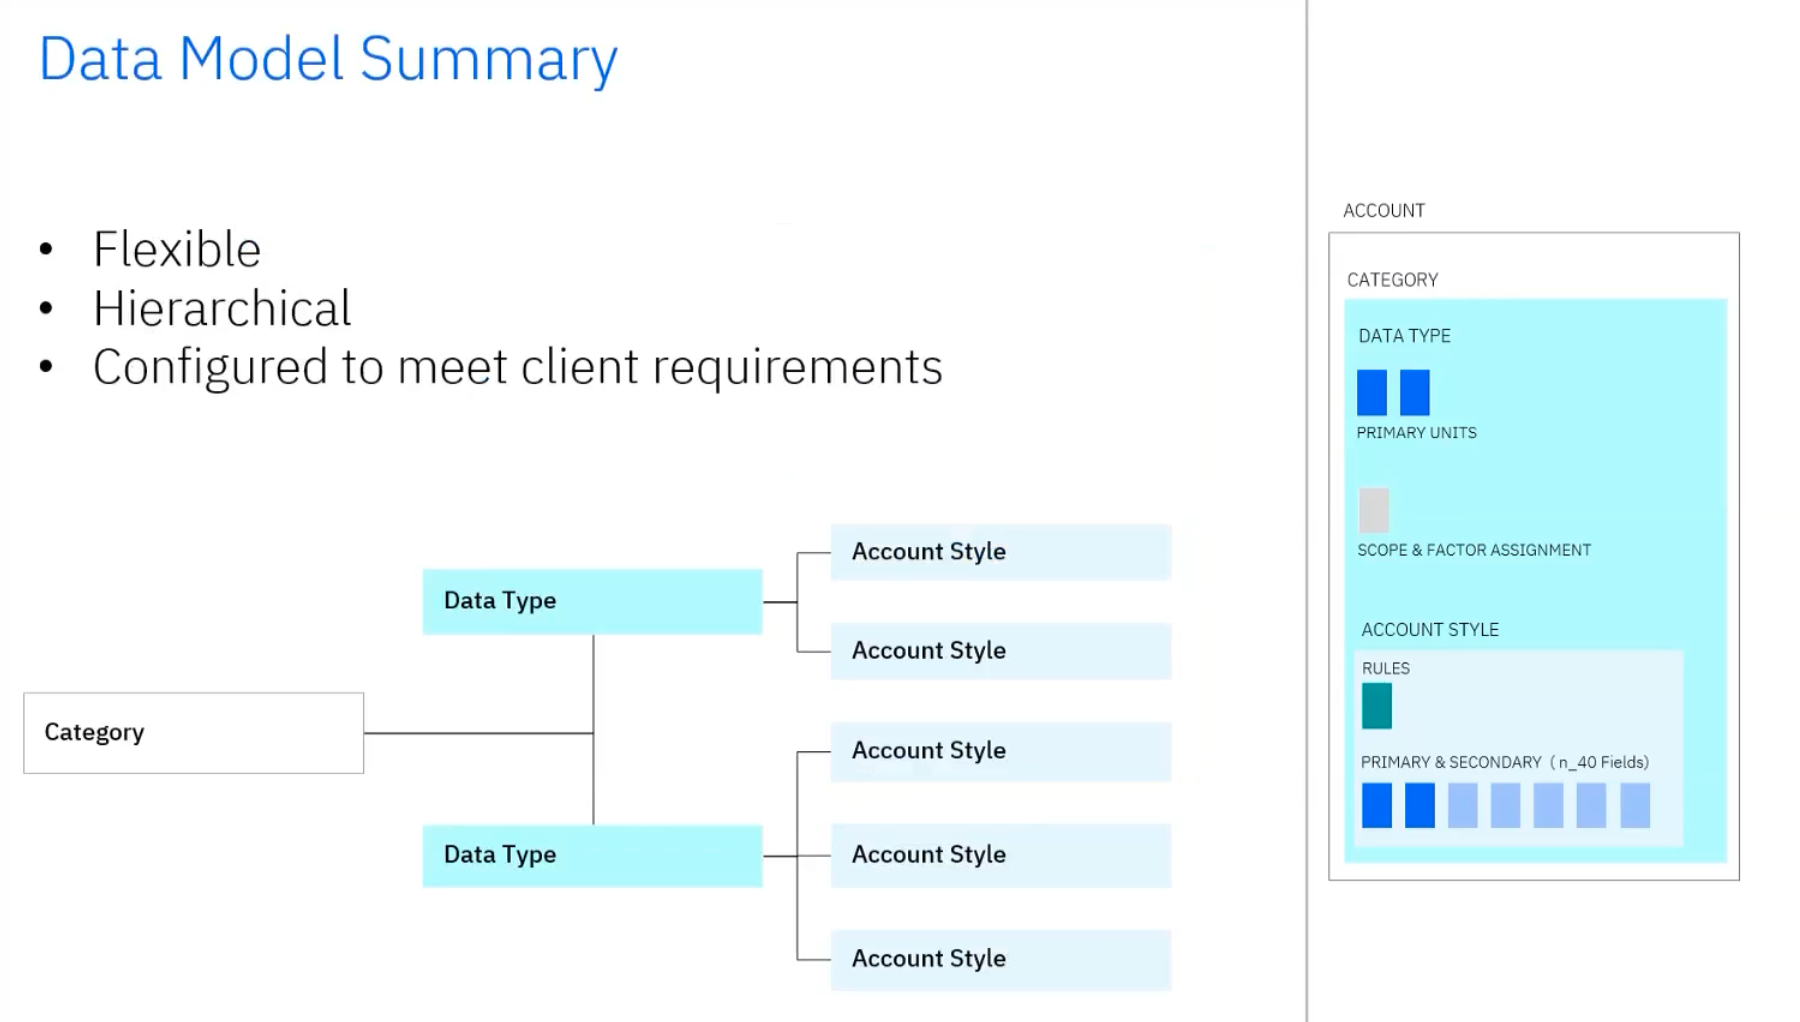 Data Model Summary
• Flexible
• Hierarchical
• Configured to meet client requirements
Category
Data Type
Data Type
Account Style
Account Style
Account Style
Account Style
Account Style
ACCOUNT
CATEGORY
DATA TYPE
PRIMARY UNITS
SCOPE & FACTOR ASSIGNMENT
ACCOUNT STYLE
RULES
PRIMARY & SECONDARY ( n_40 Fields)